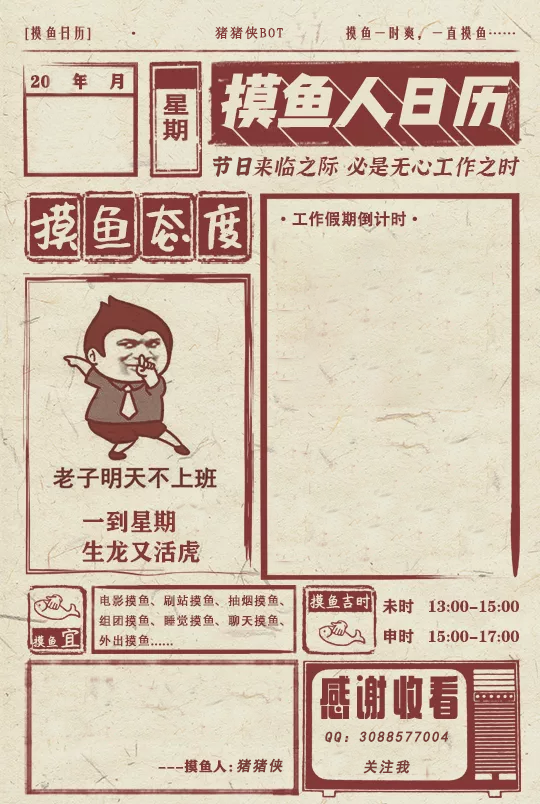 [摸鱼日历]
·
猪猪侠BOT
摸鱼一时爽，一直摸鱼……
20 年 月
星期
摸鱼人日历
节日来临之际 必是无心工作之时
摸鱼态度
·工作假期倒计时·
老子明天不上班
一到星期
生龙又活虎
摸鱼宜
电影摸鱼、刷站摸鱼、抽烟摸鱼、
组团摸鱼、睡觉摸鱼、聊天摸鱼、
外出摸鱼……
摸鱼吉时
未时 13:00-15:00
申时 15:00-17:00
---摸鱼人:猪猪侠
感谢收看
QQ: 3088577004
关注我